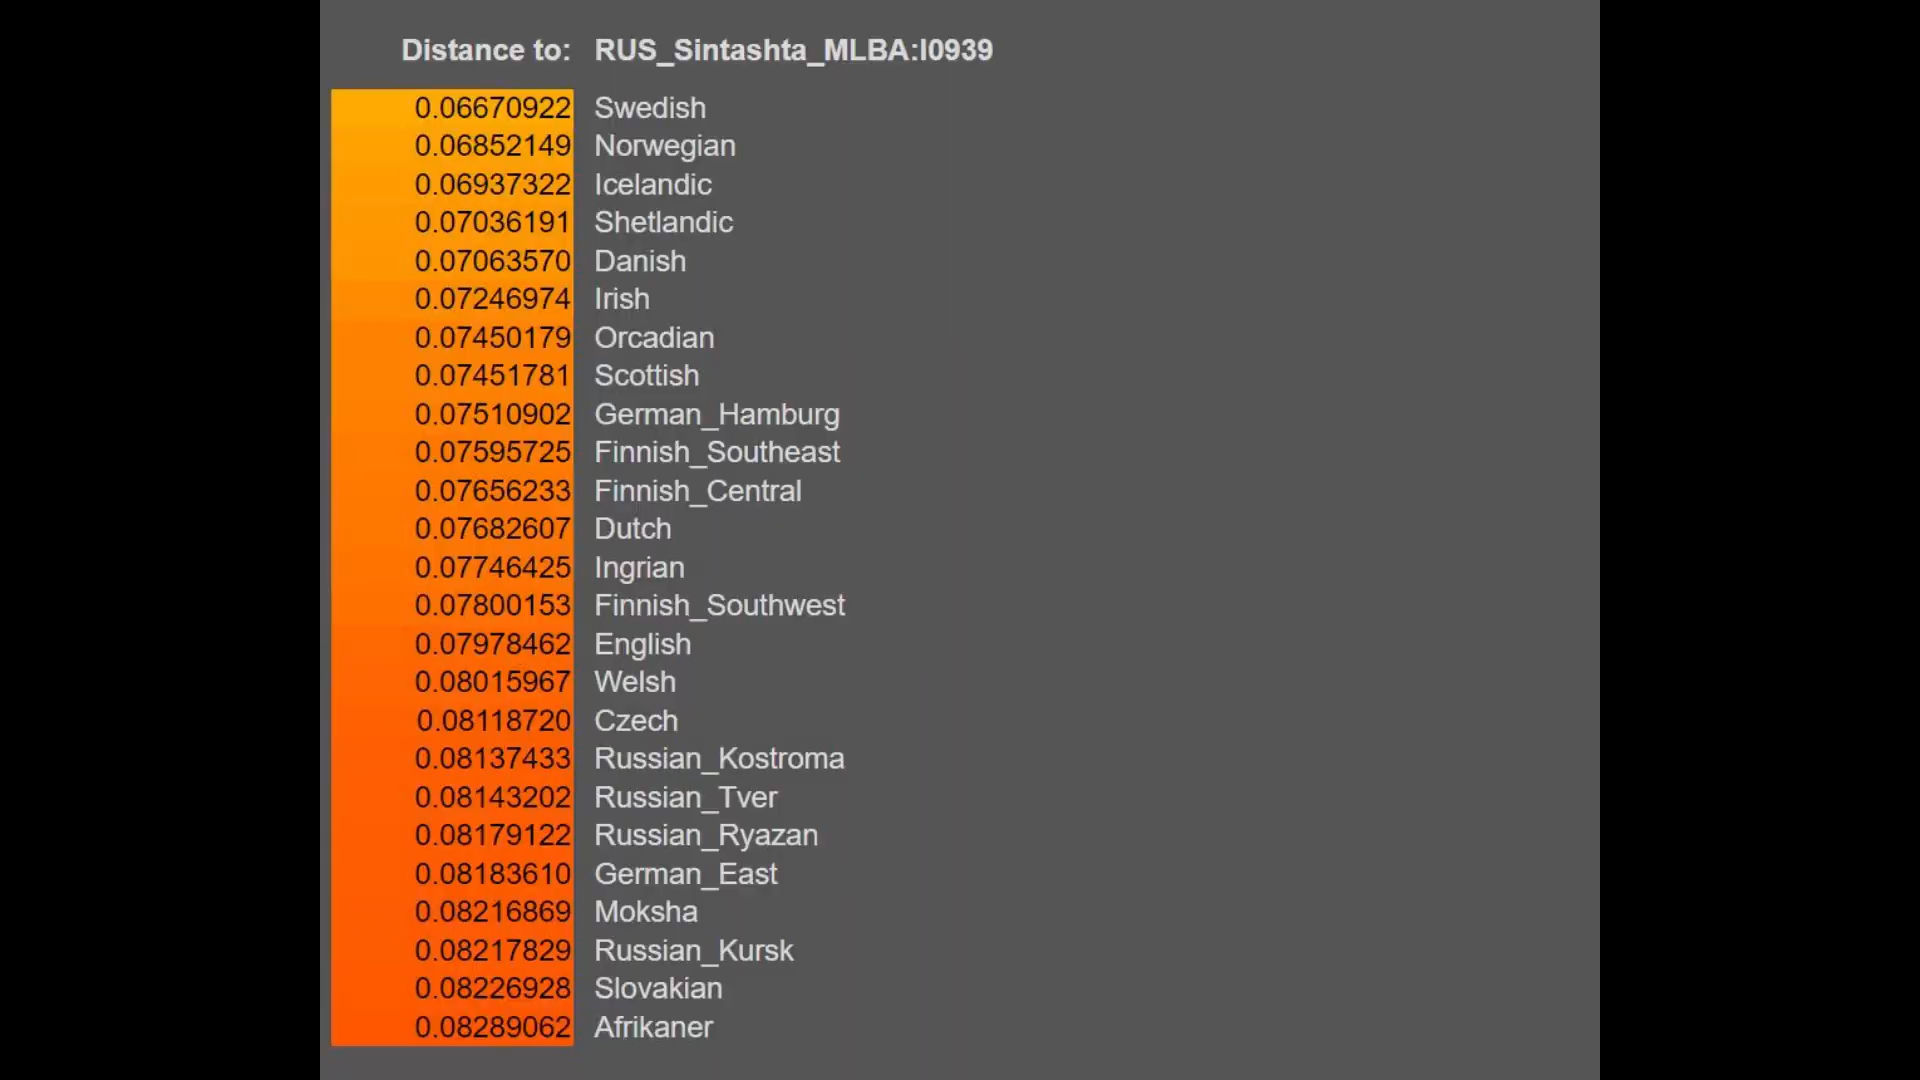 Distance to: RUS_Sintashta_MLBA:I0939
0.06670922 Swedish
0.06852149 Norwegian
0.06937322 Icelandic
0.07036191 Shetlandic
0.07063570 Danish
0.07246974 Irish
0.07450179 Orcadian
0.07451781 Scottish
0.07510902 German_Hamburg
0.07595725 Finnish_Southeast
0.07656233 Finnish_Central
0.07682607 Dutch
0.07746425 Ingrian
0.07800153 Finnish_Southwest
0.07978462 English
0.08015967 Welsh
0.08118720 Czech
0.08137433 Russian_Kostroma
0.08143202 Russian_Tver
0.08179122 Russian_Ryazan
0.08183610 German_East
0.08216869 Moksha
0.08217829 Russian_Kursk
0.08226928 Slovakian
0.08289062 Afrikaner